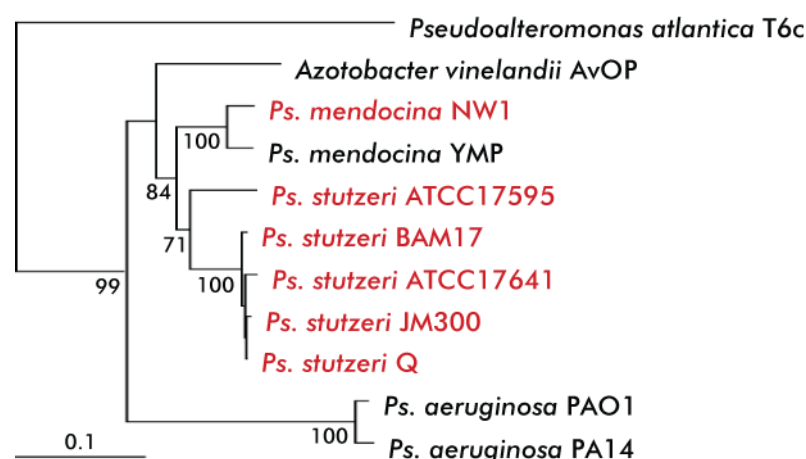 Pseudoalteromonas atlantica T6c
Azotobacter vinelandii AvOP
Ps. mendocina NW1
100
Ps. mendocina YMP
84
Ps. stutzeri ATCC17595
71
Ps. stutzeri BAM17
99
100
Ps. stutzeri ATCC17641
Ps. stutzeri JM300
Ps. stutzeri Q
Ps. aeruginosa PAO1
0.1
100
Ps. aeruginosa PA14